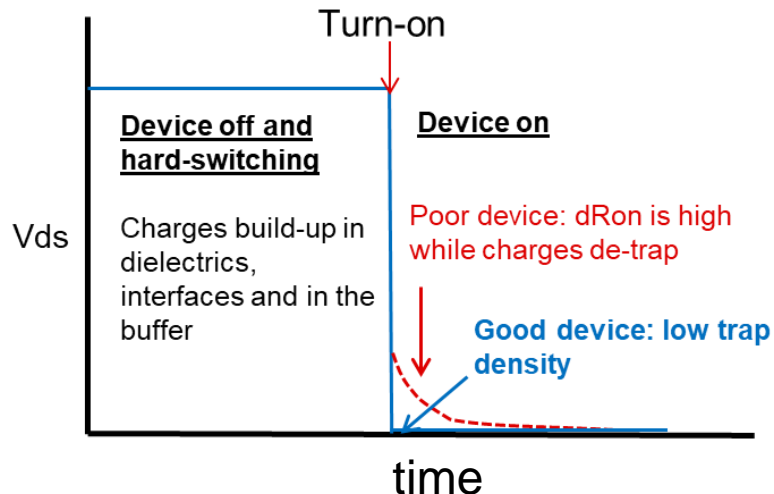 Turn-on
Device off and
hard-switching
Device on
Charges build-up in
dielectrics,
interfaces and in the
buffer
Vds
Poor device: dRon is high
while charges de-trap
Good device: low trap
density
time